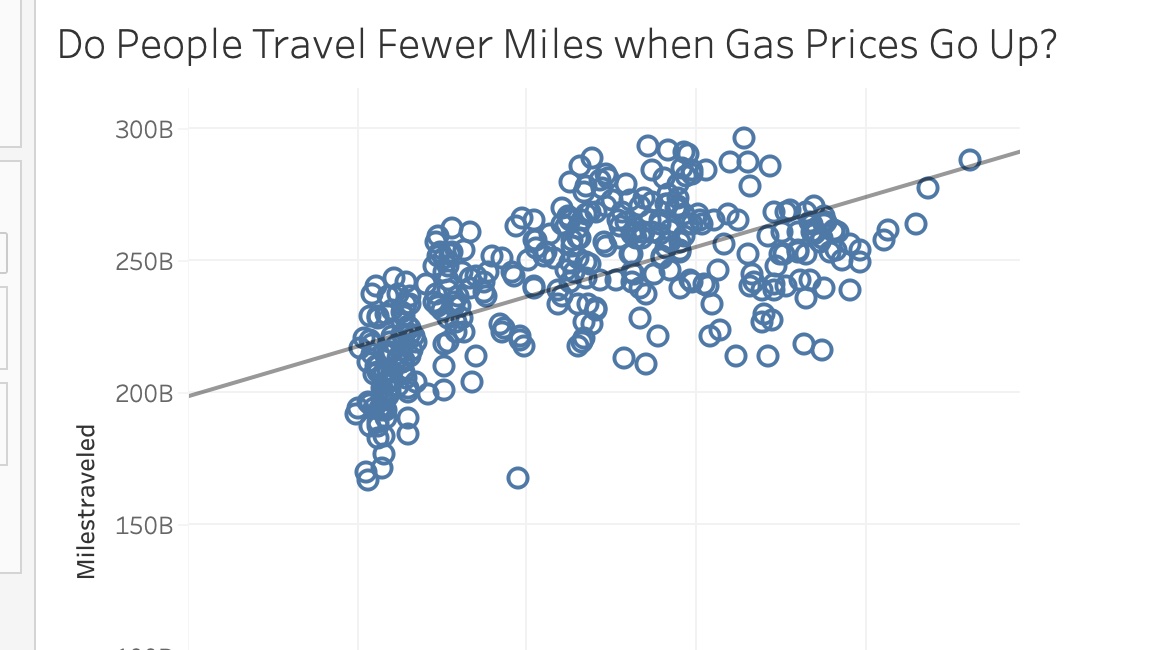 Do People Travel Fewer Miles when Gas Prices Go Up?
300B
250B
200B
150B
Milestraveled